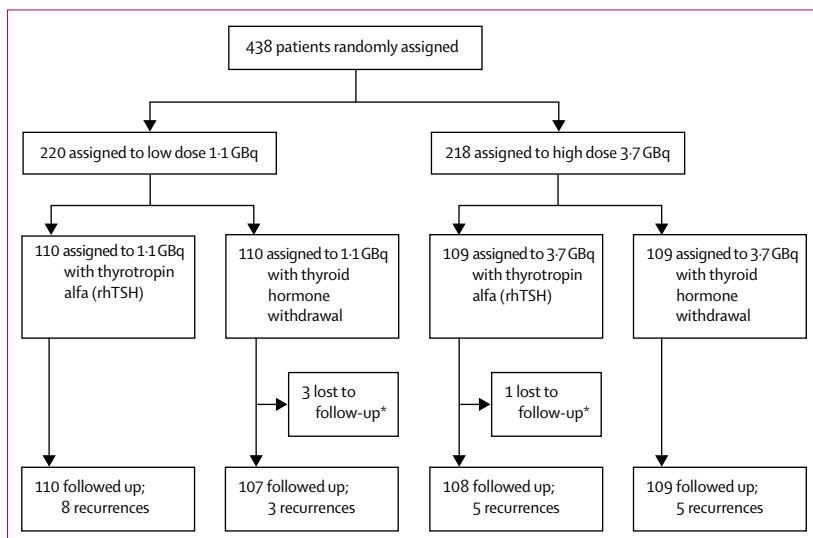 438 patients randomly assigned
220 assigned to low dose 1·1 GBq
218 assigned to high dose 3·7 GBq
110 assigned to 1·1 GBq
with thyrotropin
alfa (rhTSH)
110 assigned to 1·1 GBq
with thyroid
hormone
withdrawal
109 assigned to 3·7 GBq
with thyrotropin
alfa (rhTSH)
109 assigned to 3·7 GBq
with thyroid
hormone
withdrawal
3 lost to
follow-up*
1 lost to
follow-up*
110 followed up;
8 recurrences
107 followed up;
3 recurrences
108 followed up;
5 recurrences
109 followed up;
5 recurrences